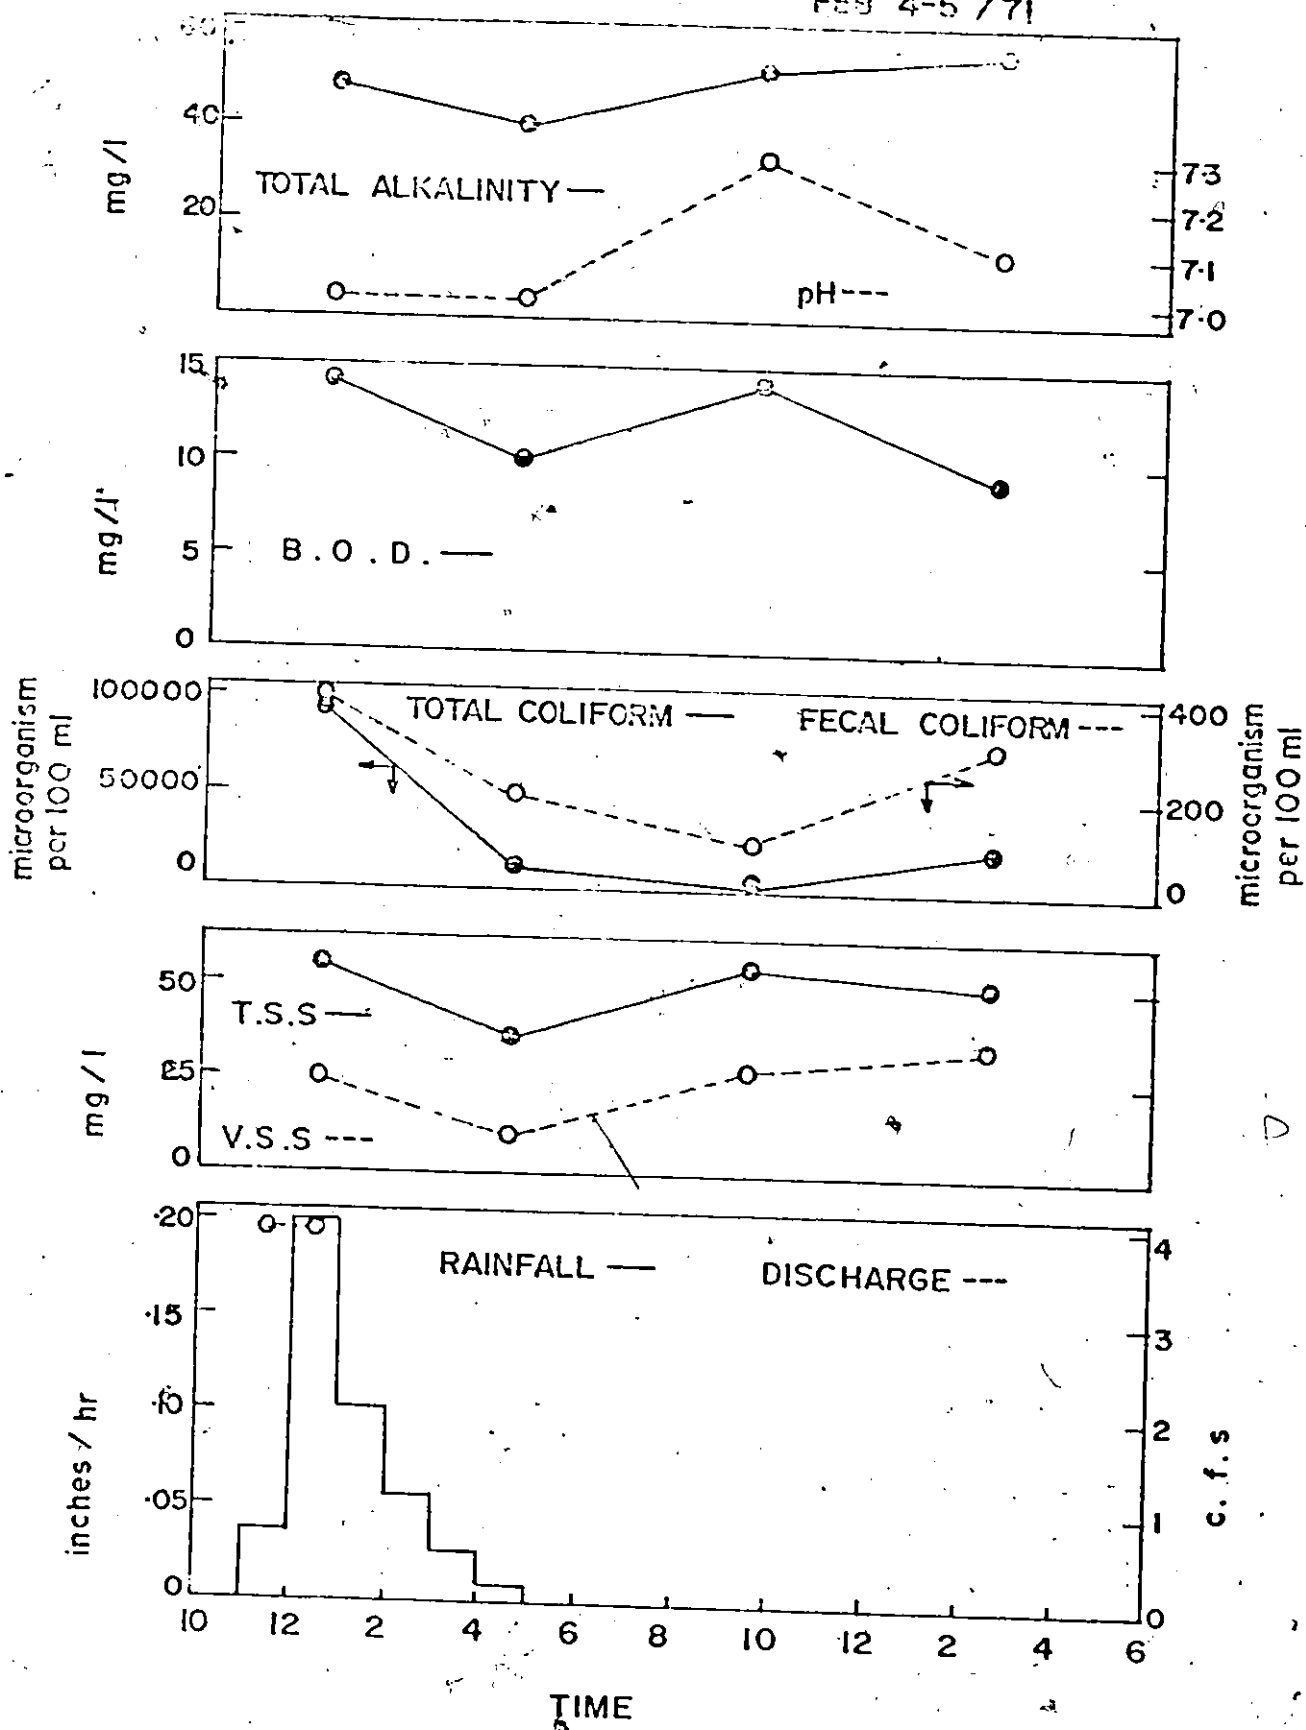 FEB 4-5 / 71
60
40
20
mg/l
TOTAL ALKALINITY —
pH ---
7.3
7.2
7.1
7.0
15
10
5
0
mg/l
B.O.D. —
100000
50000
0
microorganism
per 100 ml
TOTAL COLIFORM — FECAL COLIFORM ---
400
200
0
microorganism
per 100 ml
50
25
0
mg/l
T.S.S —
V.S.S ---
.20
.15
.10
.05
0
inches/hr
RAINFALL — DISCHARGE ---
4
3
2
1
0
c.f.s
10 12 2 4 6 8 10 12 2 4 6
TIME